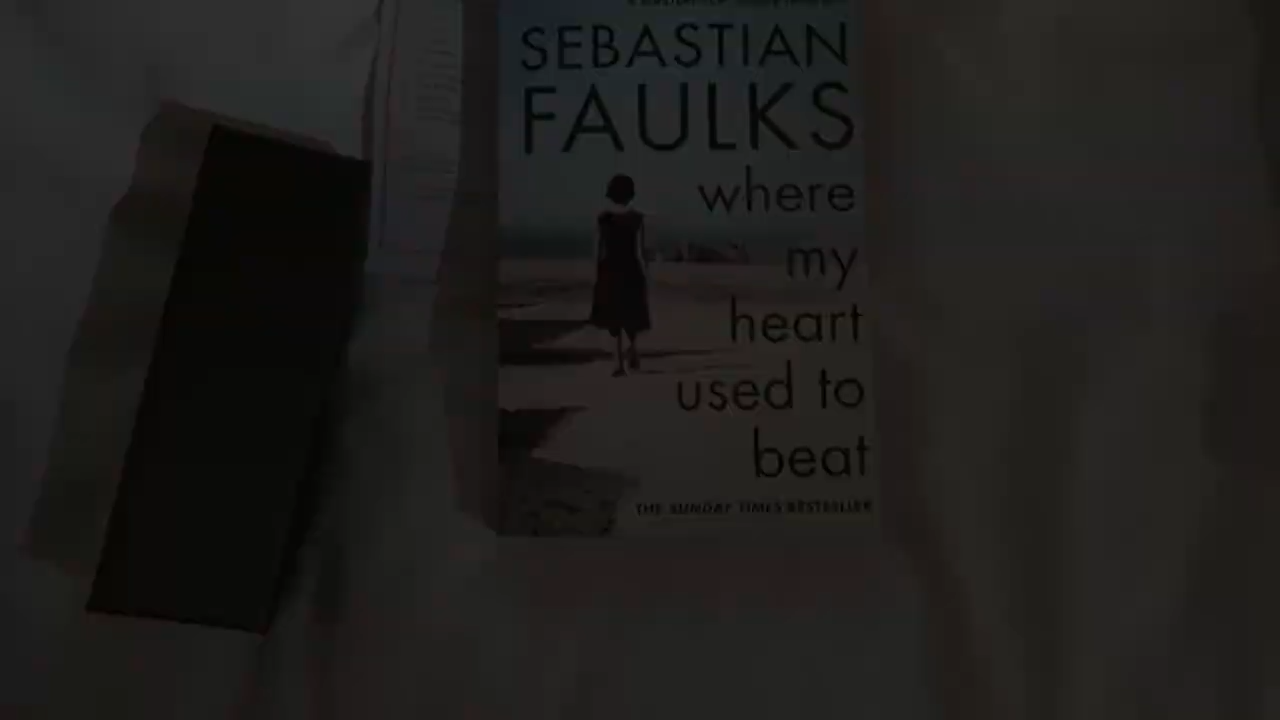 SEBASTIAN
FAULKS
where
my
heart
used to
beat
THE SUNDAY TIMES BESTSELLER